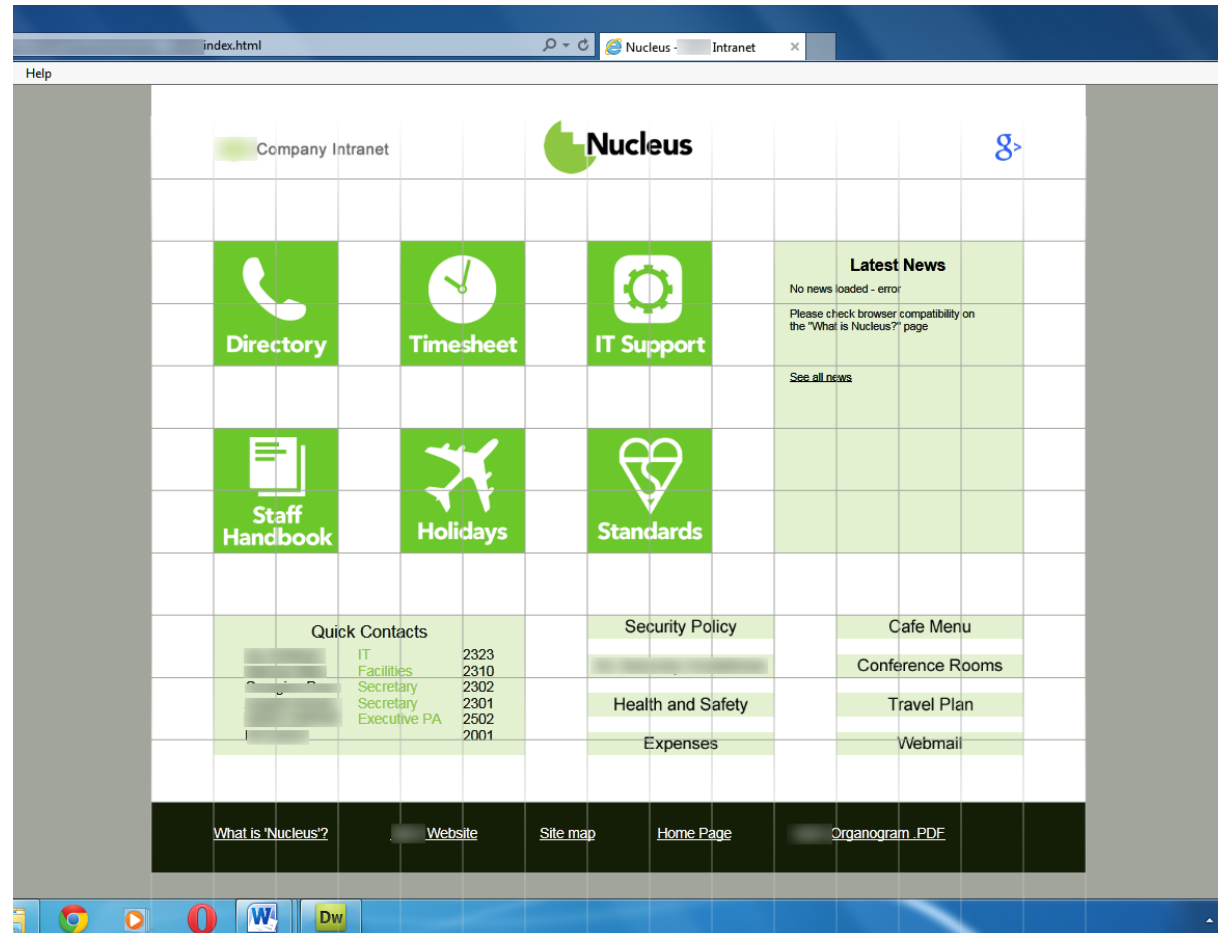 index.html
Nucleus - Intranet
Help
Company Intranet
Nucleus
g>
Directory
Timesheet
IT Support
Latest News
No news loaded - error
Please check browser compatibility on
the "What is Nucleus?" page
See all news
Staff
Handbook
Holidays
Standards
Quick Contacts
IT 2323
Facilities 2310
Secretary 2302
Secretary 2301
Executive PA 2502
2001
Security Policy
Health and Safety
Expenses
Cafe Menu
Conference Rooms
Travel Plan
Webmail
What is 'Nucleus'?
Website
Site map
Home Page
Organogram .PDF
W
Dw